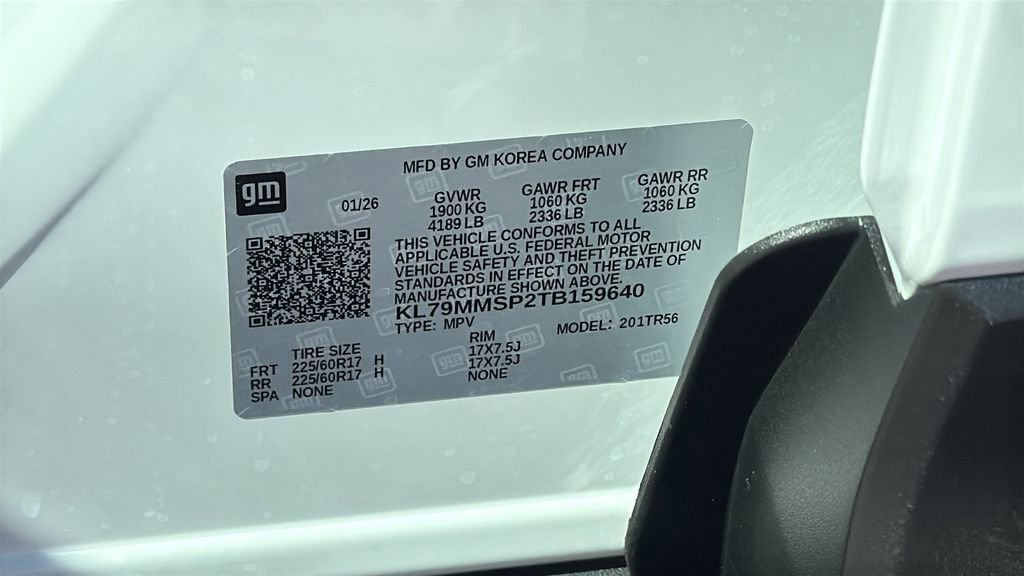 MFD BY GM KOREA COMPANY
gm
01/26
GVWR
1900 KG
4189 LB
GAWR FRT
1060 KG
2336 LB
GAWR RR
1060 KG
2336 LB
THIS VEHICLE CONFORMS TO ALL
APPLICABLE U.S. FEDERAL MOTOR
VEHICLE SAFETY AND THEFT PREVENTION
STANDARDS IN EFFECT ON THE DATE OF
MANUFACTURE SHOWN ABOVE.
KL79MMSP2TB159640
TYPE: MPV MODEL: 201TR56
TIRE SIZE RIM
FRT 225/60R17 H 17X7.5J
RR 225/60R17 H 17X7.5J
SPA NONE NONE